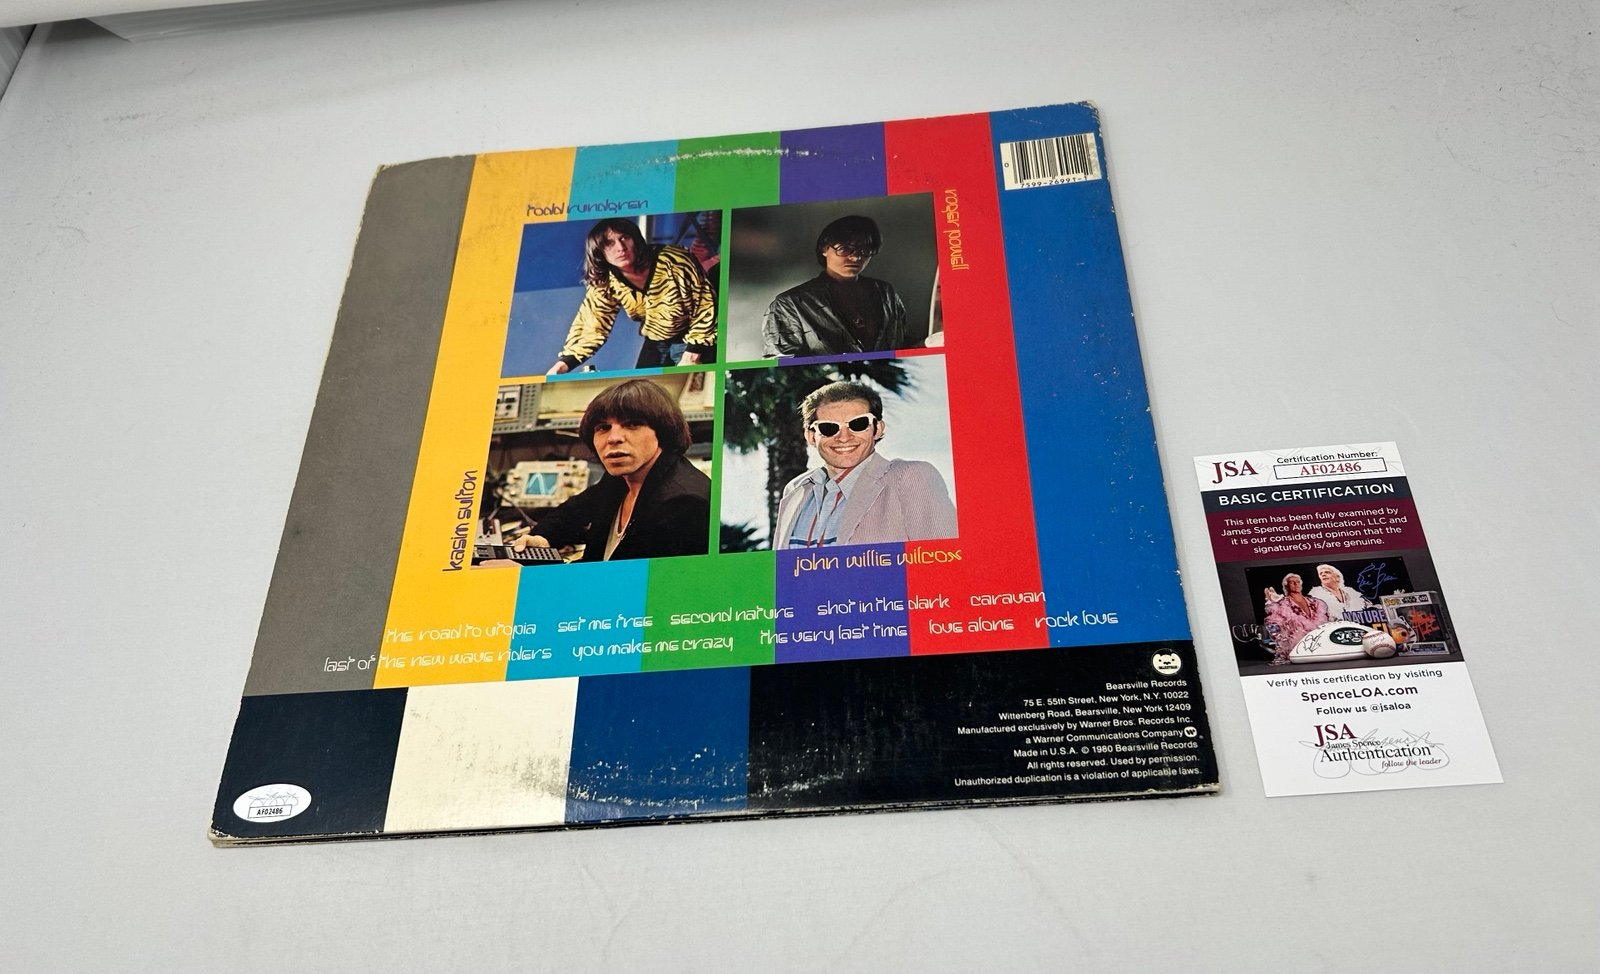 0
7599-26991-1
todd rundgren
roger powell
kasim sulton
john willie wilcox
the road to utopia set me free second nature shot in the dark caravan
last of the new wave riders you make me crazy the very last time love alone rock love
BEARSVILLE
Bearsville Records
75 E. 55th Street, New York, N.Y. 10022
Wittenberg Road, Bearsville, New York 12409
Manufactured exclusively by Warner Bros. Records Inc.
a Warner Communications Company W
Made in U.S.A. © 1980 Bearsville Records
All rights reserved. Used by permission.
Unauthorized duplication is a violation of applicable laws.
AF02486
JSA
Certification Number:
AF02486
BASIC CERTIFICATION
This item has been fully examined by
James Spence Authentication, LLC and
it is our considered opinion that the
signature(s) is/are genuine.
NATURE
JETS
Verify this certification by visiting
SpenceLOA.com
Follow us @jsaloa
JSA
James Spence
Authentication
follow the leader